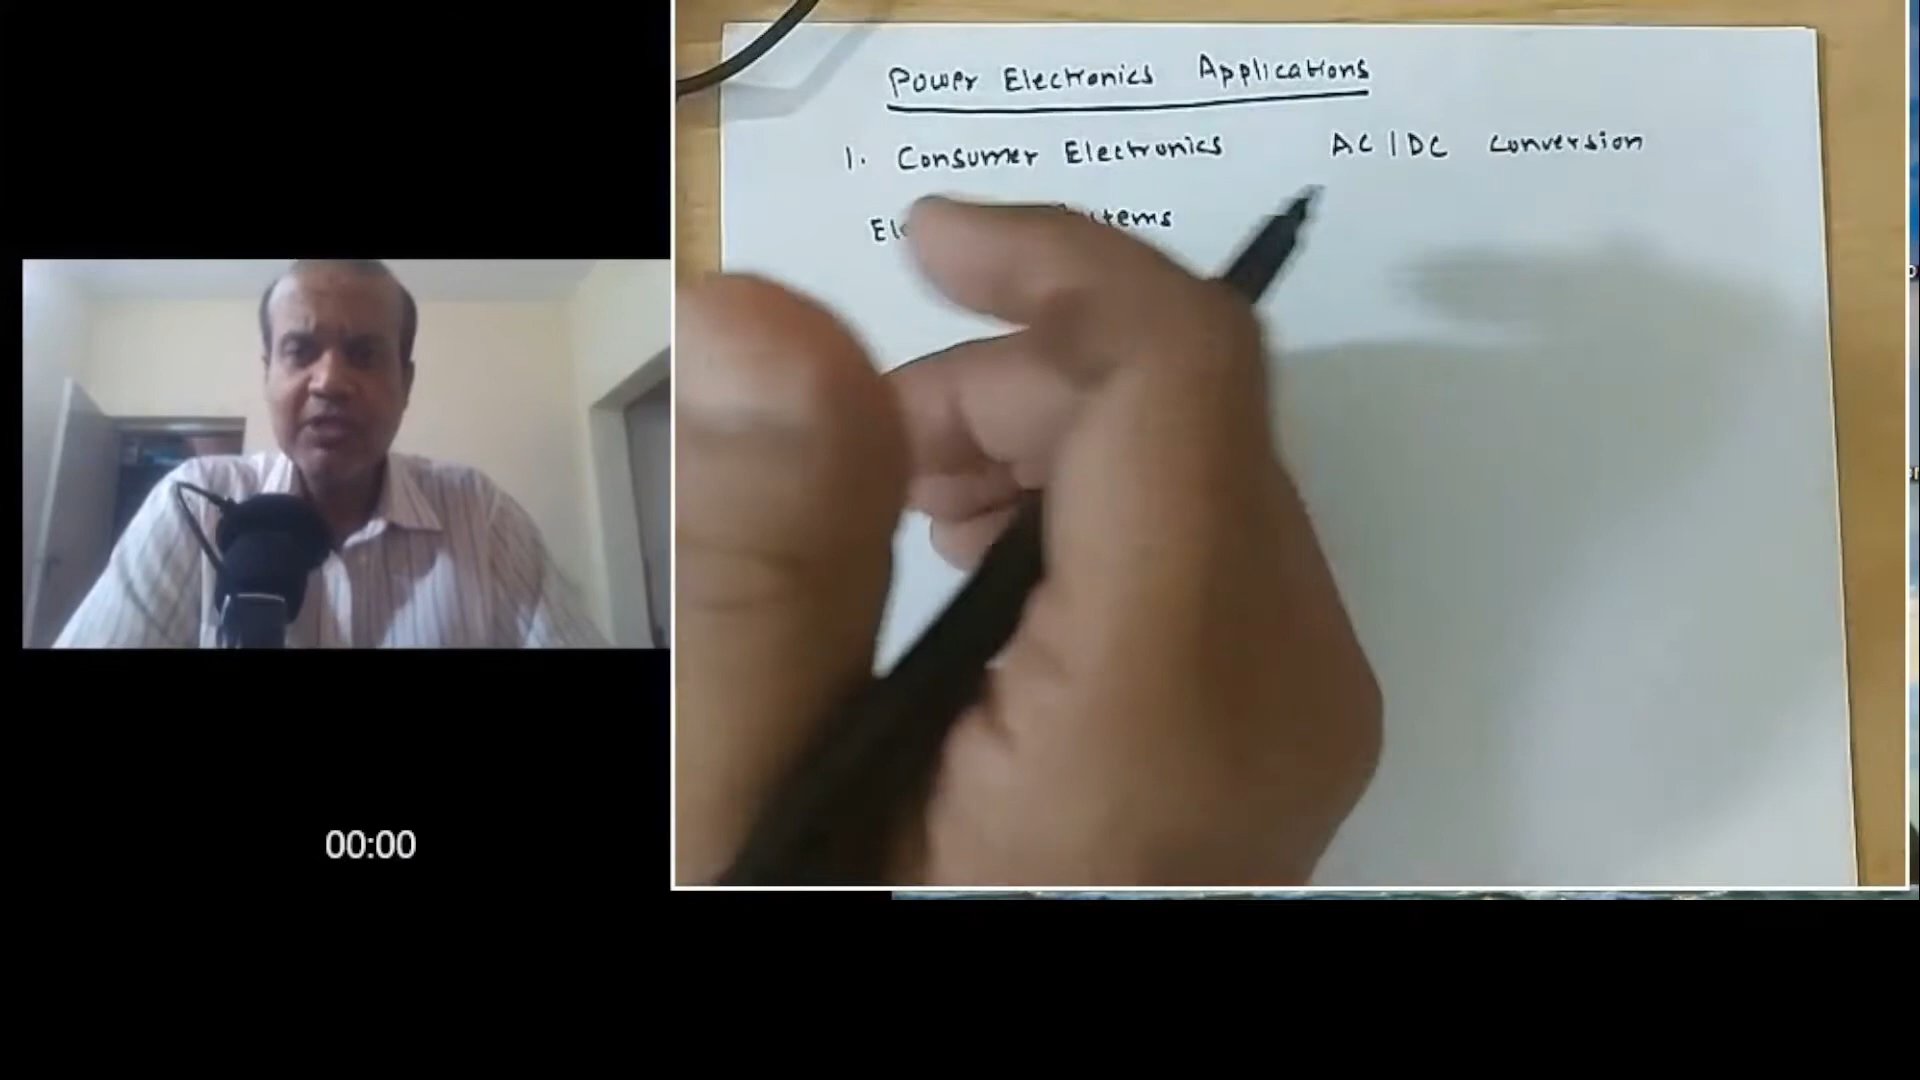 Power Electronics Applications
1. Consumer Electronics AC/DC conversion
00:00